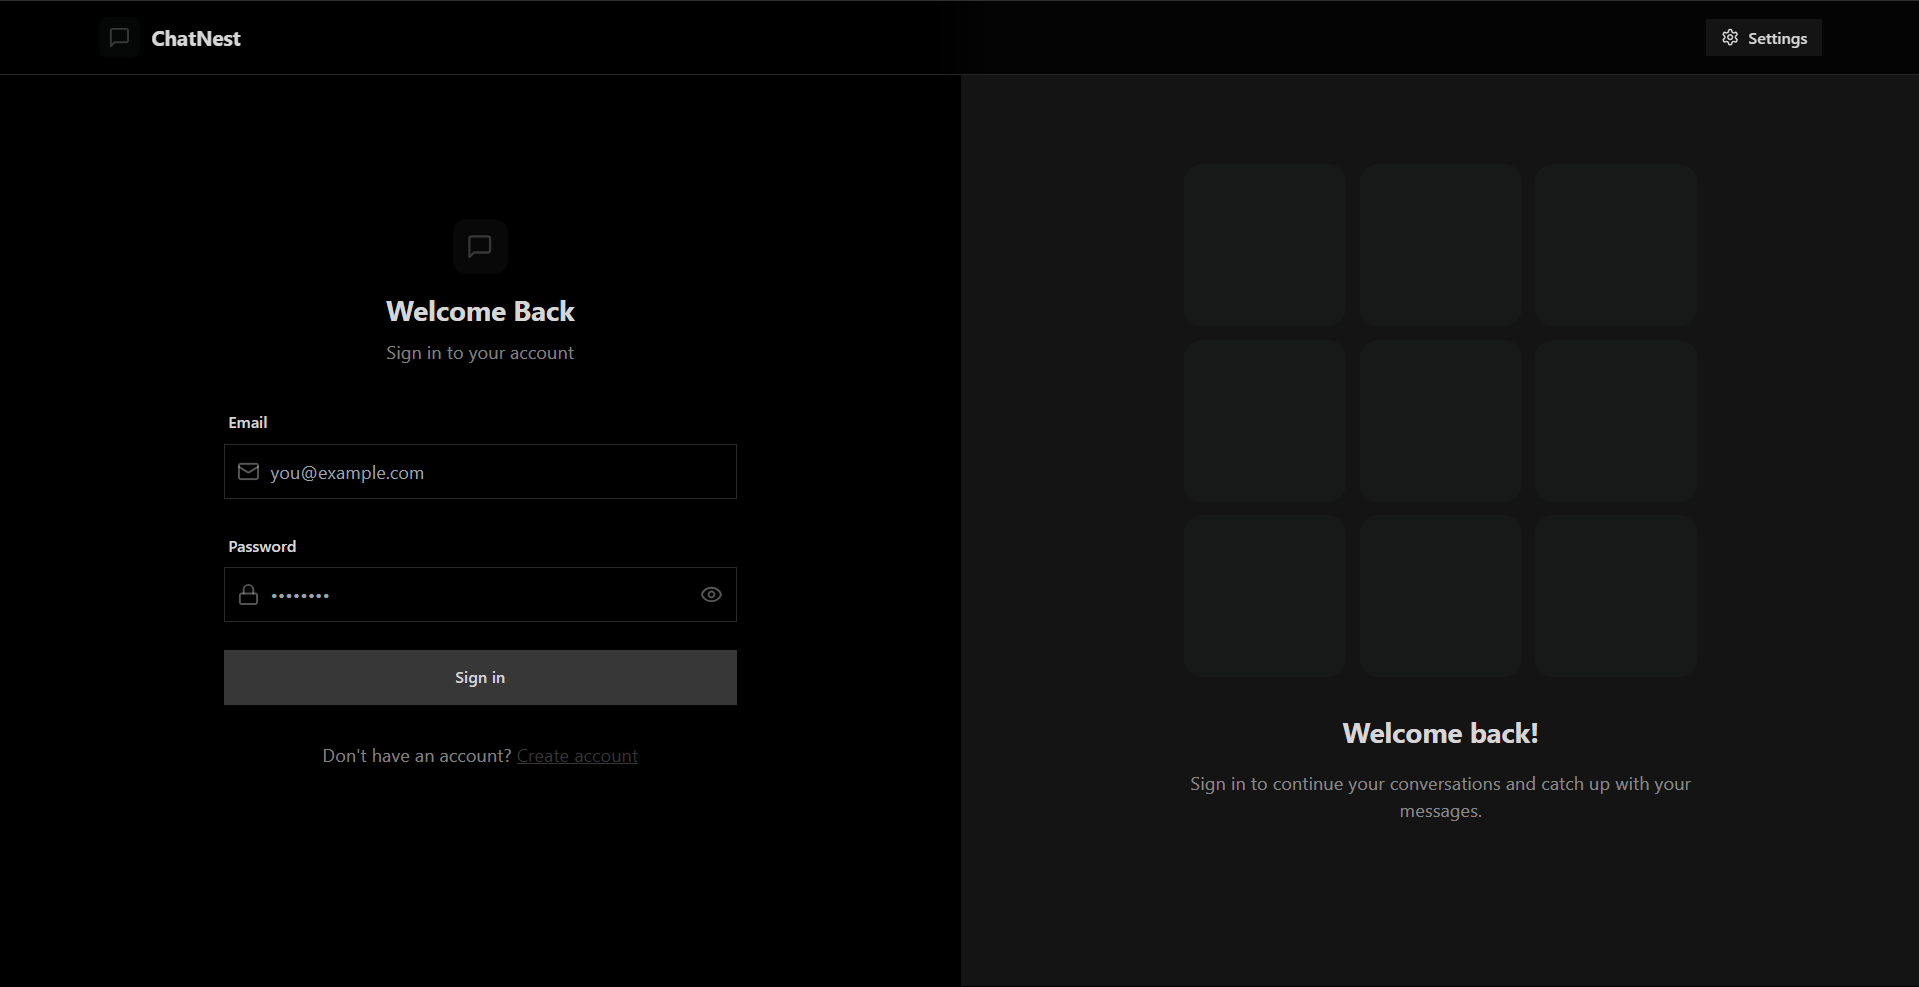 ChatNest
Settings
Welcome Back
Sign in to your account
Email
you@example.com
Password
••••••••
Sign in
Don't have an account? Create account
Welcome back!
Sign in to continue your conversations and catch up with your
messages.